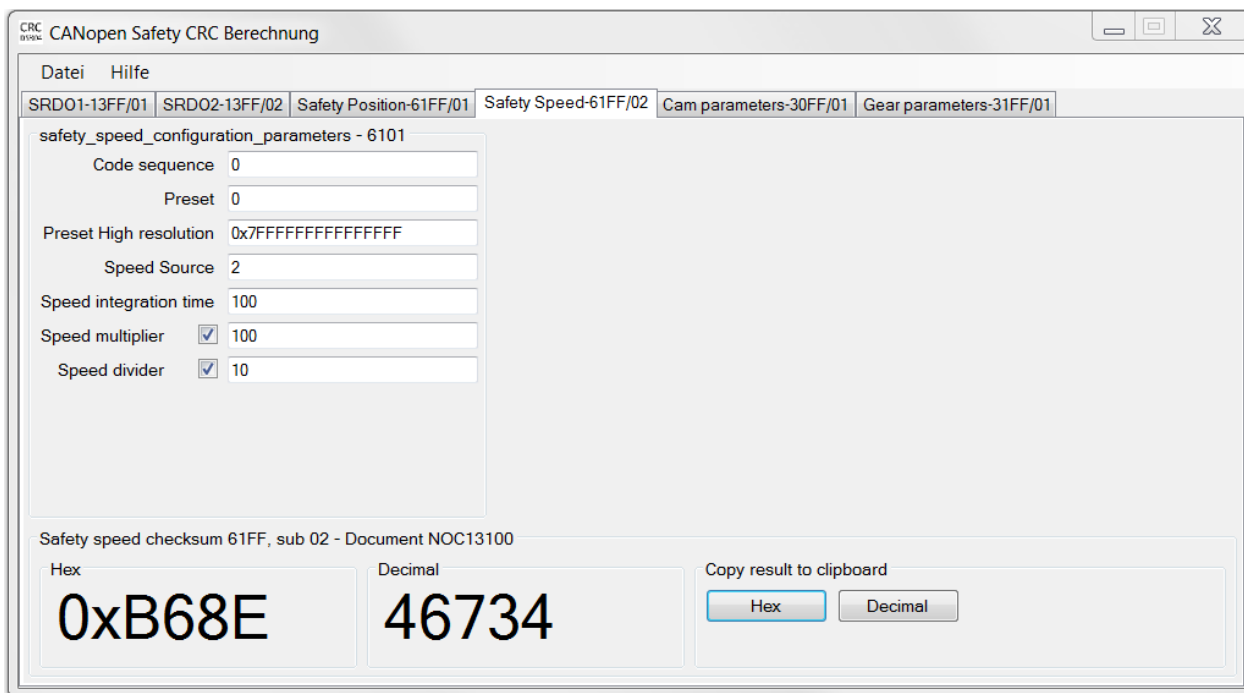 CRC CANopen Safety CRC Berechnung
Datei Hilfe
SRDO1-13FF/01 SRDO2-13FF/02 Safety Position-61FF/01 Safety Speed-61FF/02 Cam parameters-30FF/01 Gear parameters-31FF/01
safety_speed_configuration_parameters - 6101
Code sequence 0
Preset 0
Preset High resolution 0x7FFFFFFFFFFFFFFF
Speed Source 2
Speed integration time 100
Speed multiplier 100
Speed divider 10
Safety speed checksum 61FF, sub 02 - Document NOC13100
Hex Decimal Copy result to clipboard
0xB68E 46734 Hex Decimal